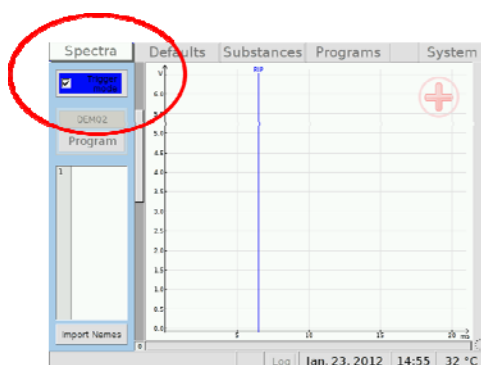 Spectra Defaults Substances Programs System
Trigger mode
DEMO2
Program
1
Import Names
V
RIP
6.0
5.0
4.5
4.0
3.5
3.0
2.5
2.0
1.5
1.0
0.5
0.0
5 10 15 20 ms
0
Log Jan. 23, 2012 14:55 32 °C